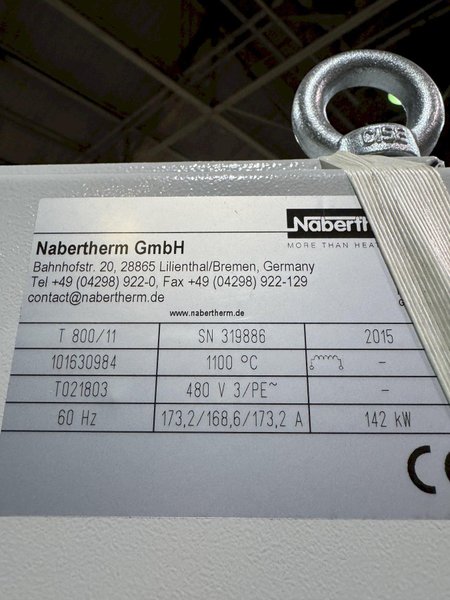 C15E
Nabertherm GmbH
Bahnhofstr. 20, 28865 Lilienthal/Bremen, Germany
Tel +49 (04298) 922-0, Fax +49 (04298) 922-129
contact@nabertherm.de
www.nabertherm.de
MORE THAN HEA
T 800/11 SN 319886 2015
101630984 1100 °C -
T021803 480 V 3/PE~ -
60 Hz 173,2/168,6/173,2 A 142 kW
CE